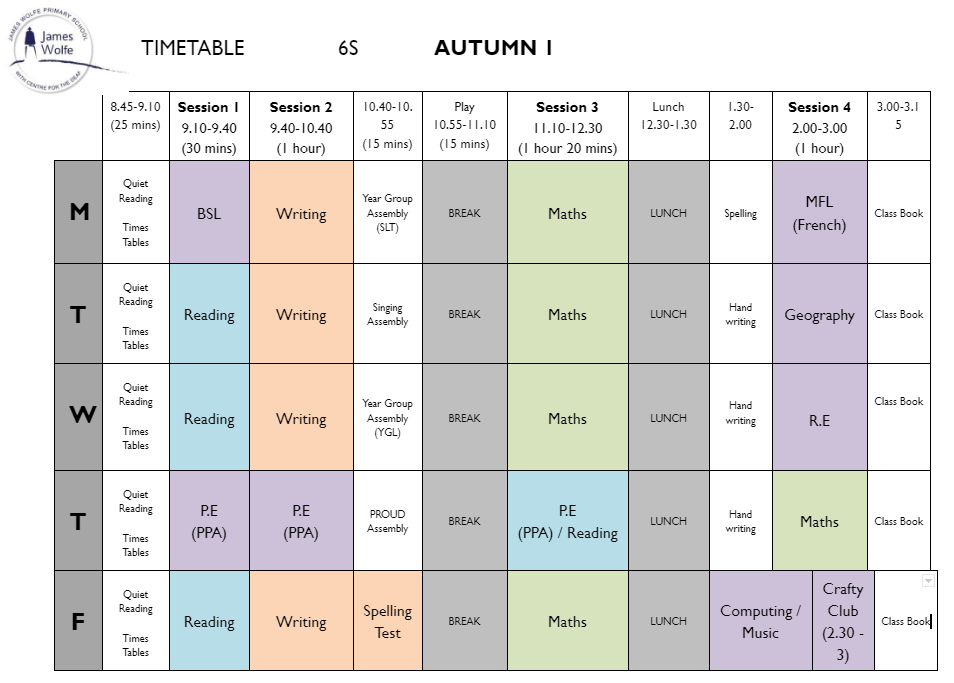 JAMES WOLFE PRIMARY SCHOOL
James
Wolfe
WITH CENTRE FOR THE DEAF
TIMETABLE 6S AUTUMN 1
8.45-9.10
(25 mins)
Session 1
9.10-9.40
(30 mins)
Session 2
9.40-10.40
(1 hour)
10.40-10.
55
(15 mins)
Play
10.55-11.10
(15 mins)
Session 3
11.10-12.30
(1 hour 20 mins)
Lunch
12.30-1.30
1.30-
2.00
Session 4
2.00-3.00
(1 hour)
3.00-3.1
5
M
Quiet
Reading
Times
Tables
BSL
Writing
Year Group
Assembly
(SLT)
BREAK
Maths
LUNCH
Spelling
MFL
(French)
Class Book
T
Quiet
Reading
Times
Tables
Reading
Writing
Singing
Assembly
BREAK
Maths
LUNCH
Hand
writing
Geography
Class Book
W
Quiet
Reading
Times
Tables
Reading
Writing
Year Group
Assembly
(YGL)
BREAK
Maths
LUNCH
Hand
writing
R.E
Class Book
T
Quiet
Reading
Times
Tables
P.E
(PPA)
P.E
(PPA)
PROUD
Assembly
BREAK
P.E
(PPA) / Reading
LUNCH
Hand
writing
Maths
Class Book
F
Quiet
Reading
Times
Tables
Reading
Writing
Spelling
Test
BREAK
Maths
LUNCH
Computing /
Music
Crafty
Club
(2.30 -
3)
Class Book